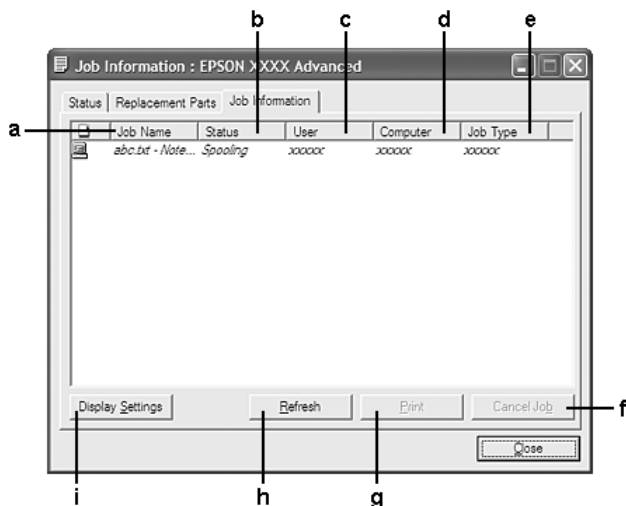 b c d e
Job Information : EPSON XXXX Advanced
Status Replacement Parts Job Information
a
Job Name Status User Computer Job Type
abc.txt - Note... Spooling xxxxx xxxxx xxxxx
Display Settings Refresh Print Cancel Job
f
Close
i h g